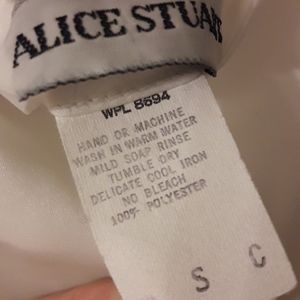 ALICE STUA
WPL 8694
HAND OR MACHINE
WASH IN WARM WATER
MILD SOAP RINSE
TUMBLE DRY
DELICATE COOL IRON
NO BLEACH
100% POLYESTER
S C